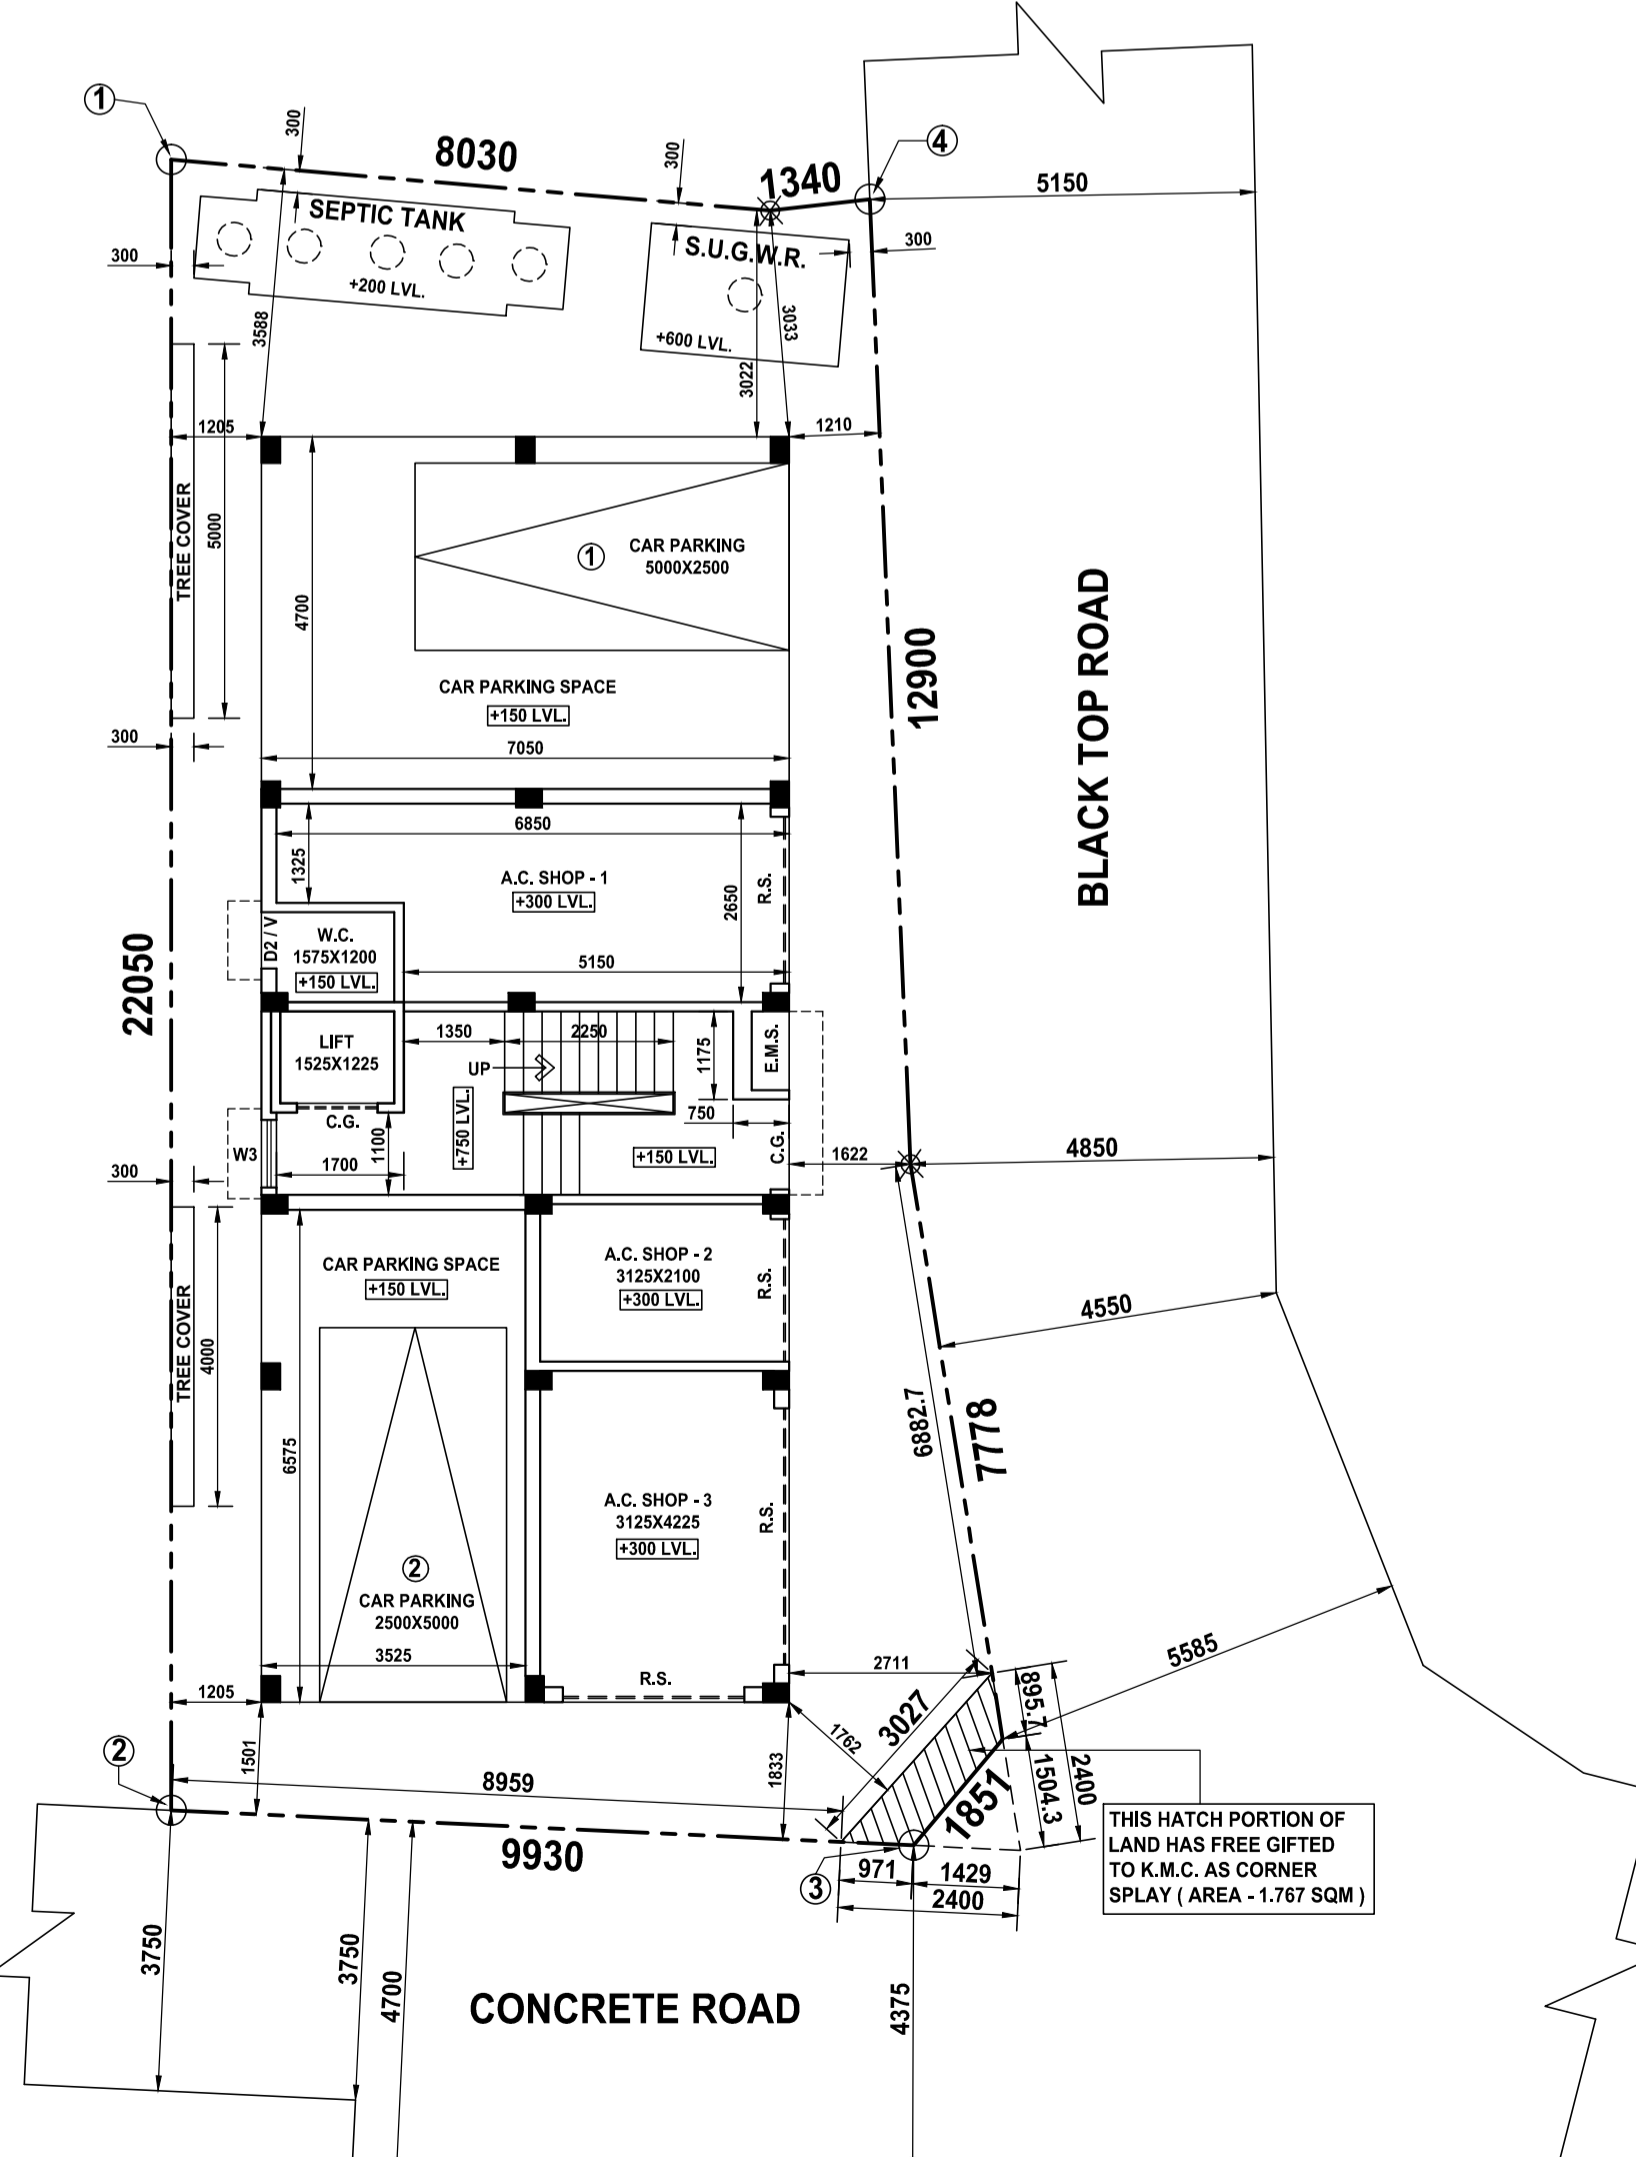 1
300
8030
300
1340
4
5150
SEPTIC TANK
+200 LVL.
S.U.G.W.R.
+600 LVL.
300
300
3588
3033
3022
1205
1210
TREE COVER
5000
4700
1
CAR PARKING
5000X2500
CAR PARKING SPACE
+150 LVL.
7050
300
12900
BLACK TOP ROAD
6850
1325
A.C. SHOP - 1
+300 LVL.
2650
R.S.
D2 / V
W.C.
1575X1200
+150 LVL.
5150
22050
LIFT
1525X1225
1350
2250
UP
1175
E.M.S.
C.G.
750
+750 LVL.
1100
W3
1700
+150 LVL.
C.G.
1622
4850
300
TREE COVER
4000
CAR PARKING SPACE
+150 LVL.
A.C. SHOP - 2
3125X2100
+300 LVL.
R.S.
4550
6882.7
7778
6575
A.C. SHOP - 3
3125X4225
+300 LVL.
R.S.
2
CAR PARKING
2500X5000
3525
R.S.
2711
5585
1205
3027
895.7
1762
2400
1504.3
2
1501
8959
1833
1851
9930
THIS HATCH PORTION OF
LAND HAS FREE GIFTED
TO K.M.C. AS CORNER
SPLAY ( AREA - 1.767 SQM )
3
971
1429
2400
3750
3750
4700
CONCRETE ROAD
4375